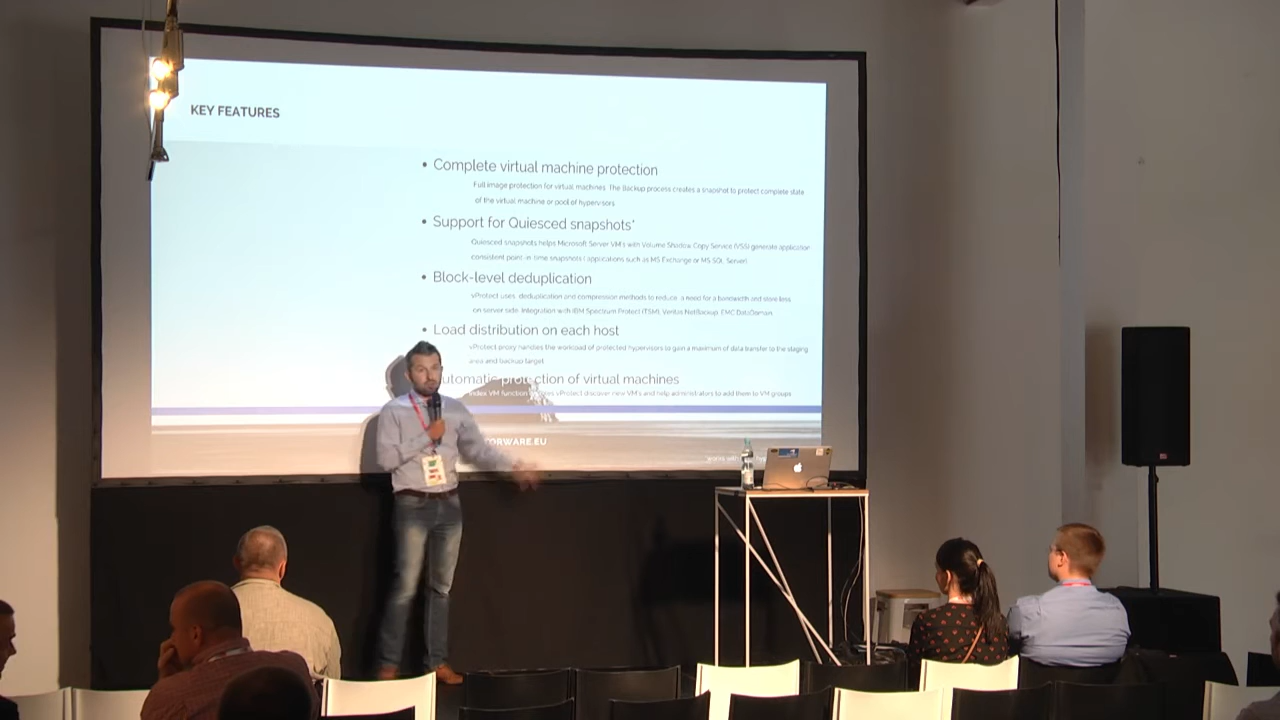 KEY FEATURES
• Complete virtual machine protection
Full image protection for virtual machines. The Backup process creates a snapshot to protect complete state
of the virtual machine or pool of hypervisors
• Support for Quiesced snapshots*
Quiesced snapshots helps Microsoft Server VM's with Volume Shadow Copy Service (VSS) generate application-
consistent point-in-time snapshots ( applications such as MS Exchange or MS SQL Server)
• Block-level deduplication
vProtect uses deduplication and compression methods to reduce a need for a bandwidth and store less
on server side. Integration with IBM Spectrum Protect (TSM), Veritas NetBackup, EMC DataDomain
• Load distribution on each host
vProtect proxy handles the workload of protected hypervisors to gain a maximum of data transfer to the staging
area and backup target
utomatic protection of virtual machines
Index VM function vProtect discover new VM's and help administrators to add them to VM groups
ORWARE.EU